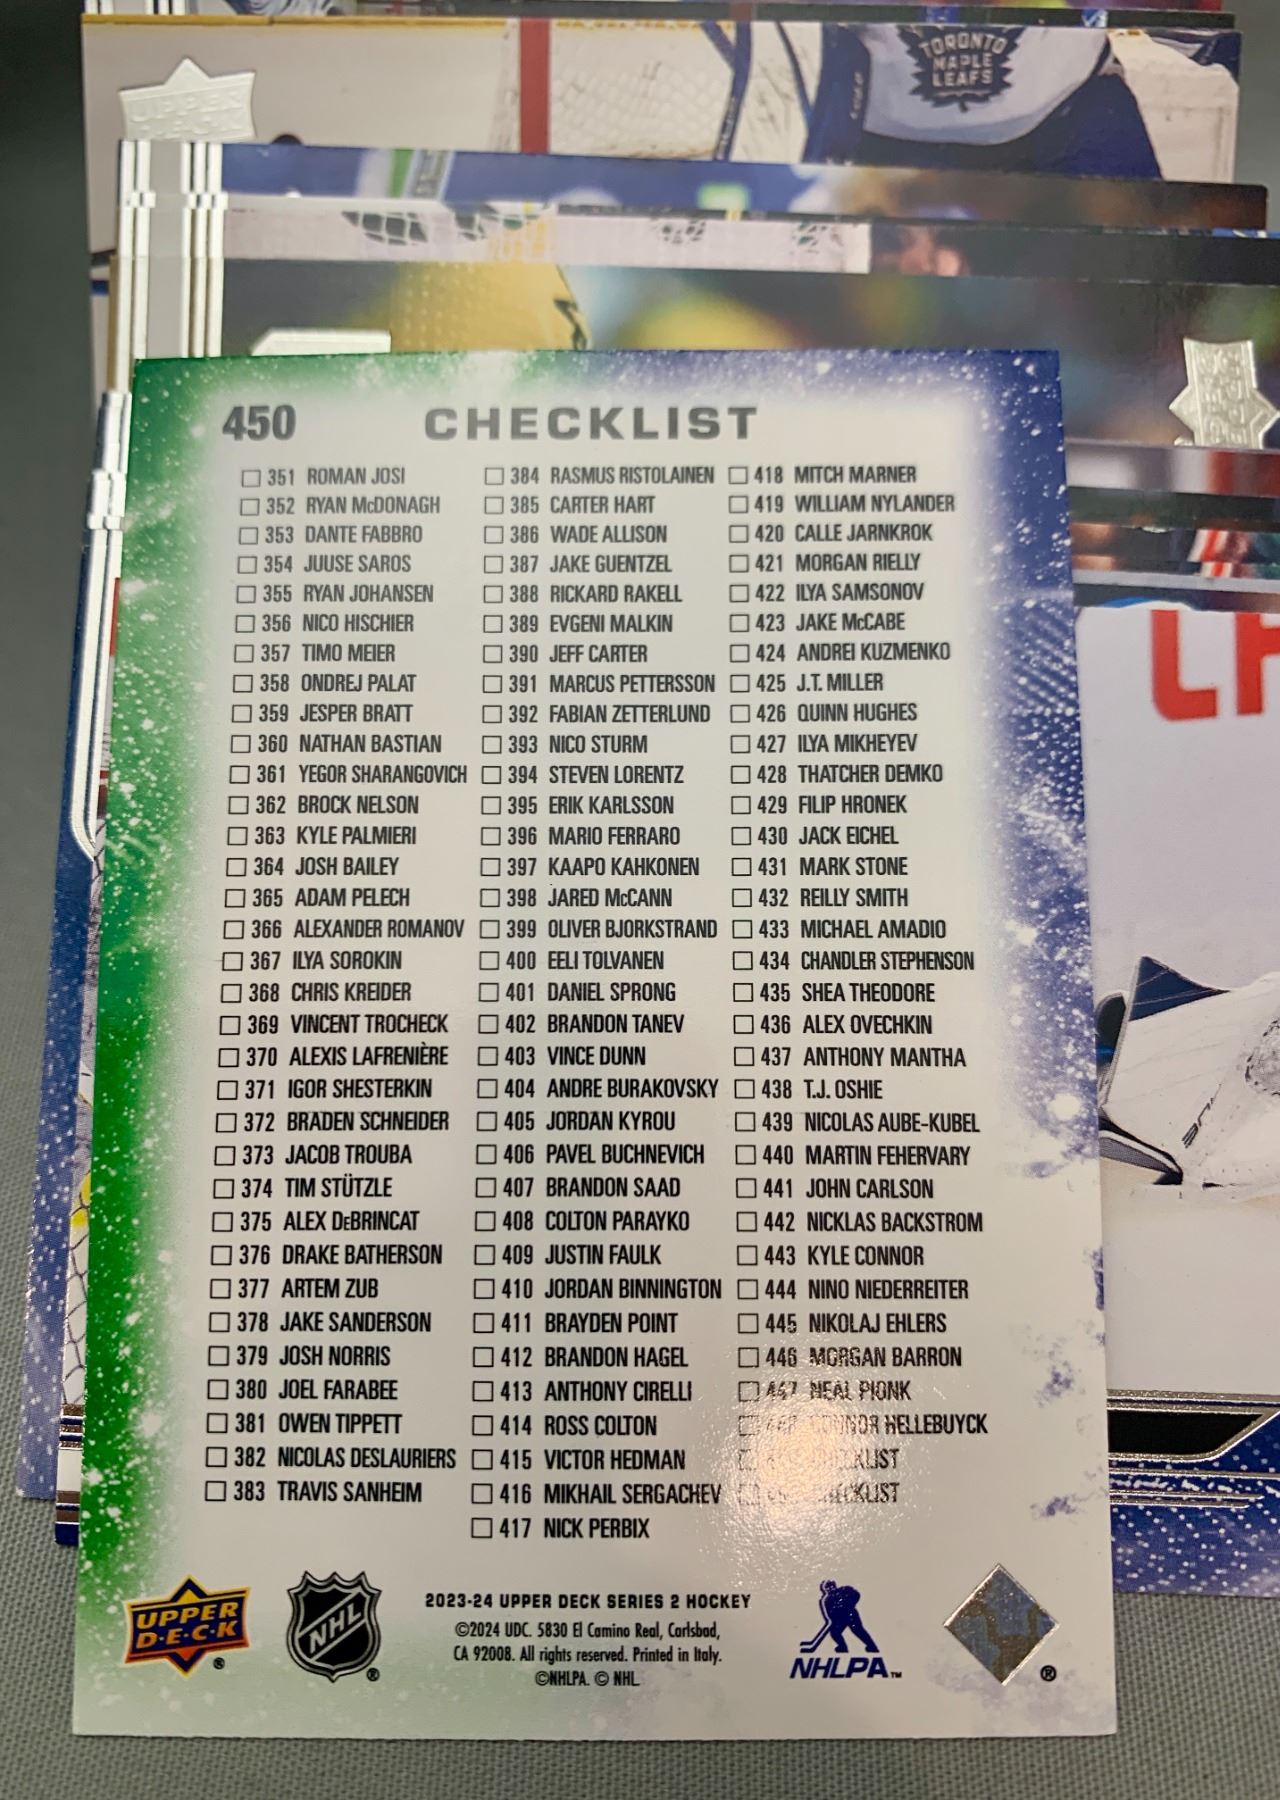 TORONTO
MAPLE
LEAFS
UPPER
450 CHECKLIST
351 ROMAN JOSI
352 RYAN McDONAGH
353 DANTE FABBRO
354 JUUSE SAROS
355 RYAN JOHANSEN
356 NICO HISCHIER
357 TIMO MEIER
358 ONDREJ PALAT
359 JESPER BRATT
360 NATHAN BASTIAN
361 YEGOR SHARANGOVICH
362 BROCK NELSON
363 KYLE PALMIERI
364 JOSH BAILEY
365 ADAM PELECH
366 ALEXANDER ROMANOV
367 ILYA SOROKIN
368 CHRIS KREIDER
369 VINCENT TROCHECK
370 ALEXIS LAFRENIÈRE
371 IGOR SHESTERKIN
372 BRADEN SCHNEIDER
373 JACOB TROUBA
374 TIM STÜTZLE
375 ALEX DeBRINCAT
376 DRAKE BATHERSON
377 ARTEM ZUB
378 JAKE SANDERSON
379 JOSH NORRIS
380 JOEL FARABEE
381 OWEN TIPPETT
382 NICOLAS DESLAURIERS
383 TRAVIS SANHEIM
384 RASMUS RISTOLAINEN
385 CARTER HART
386 WADE ALLISON
387 JAKE GUENTZEL
388 RICKARD RAKELL
389 EVGENI MALKIN
390 JEFF CARTER
391 MARCUS PETTERSSON
392 FABIAN ZETTERLUND
393 NICO STURM
394 STEVEN LORENTZ
395 ERIK KARLSSON
396 MARIO FERRARO
397 KAAPO KAHKONEN
398 JARED McCANN
399 OLIVER BJORKSTRAND
400 EELI TOLVANEN
401 DANIEL SPRONG
402 BRANDON TANEV
403 VINCE DUNN
404 ANDRE BURAKOVSKY
405 JORDAN KYROU
406 PAVEL BUCHNEVICH
407 BRANDON SAAD
408 COLTON PARAYKO
409 JUSTIN FAULK
410 JORDAN BINNINGTON
411 BRAYDEN POINT
412 BRANDON HAGEL
413 ANTHONY CIRELLI
414 ROSS COLTON
415 VICTOR HEDMAN
416 MIKHAIL SERGACHEV
417 NICK PERBIX
418 MITCH MARNER
419 WILLIAM NYLANDER
420 CALLE JARNKROK
421 MORGAN RIELLY
422 ILYA SAMSONOV
423 JAKE McCABE
424 ANDREI KUZMENKO
425 J.T. MILLER
426 QUINN HUGHES
427 ILYA MIKHEYEV
428 THATCHER DEMKO
429 FILIP HRONEK
430 JACK EICHEL
431 MARK STONE
432 REILLY SMITH
433 MICHAEL AMADIO
434 CHANDLER STEPHENSON
435 SHEA THEODORE
436 ALEX OVECHKIN
437 ANTHONY MANTHA
438 T.J. OSHIE
439 NICOLAS AUBE-KUBEL
440 MARTIN FEHERVARY
441 JOHN CARLSON
442 NICKLAS BACKSTROM
443 KYLE CONNOR
444 NINO NIEDERREITER
445 NIKOLAJ EHLERS
446 MORGAN BARRON
447 NEAL PIONK
CONNOR HELLEBUYCK
CHECKLIST
CHECKLIST
UPPER
D·E·C·K
®
NHL
®
2023-24 UPPER DECK SERIES 2 HOCKEY
©2024 UDC. 5830 El Camino Real, Carlsbad,
CA 92008. All rights reserved. Printed in Italy.
©NHLPA. © NHL.
NHLPA™
®